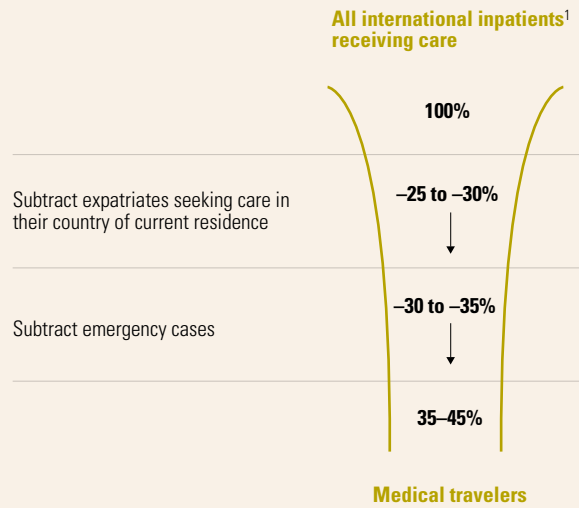 All international inpatients¹
receiving care
100%
Subtract expatriates seeking care in
their country of current residence
–25 to –30%
Subtract emergency cases
–30 to –35%
35–45%
Medical travelers